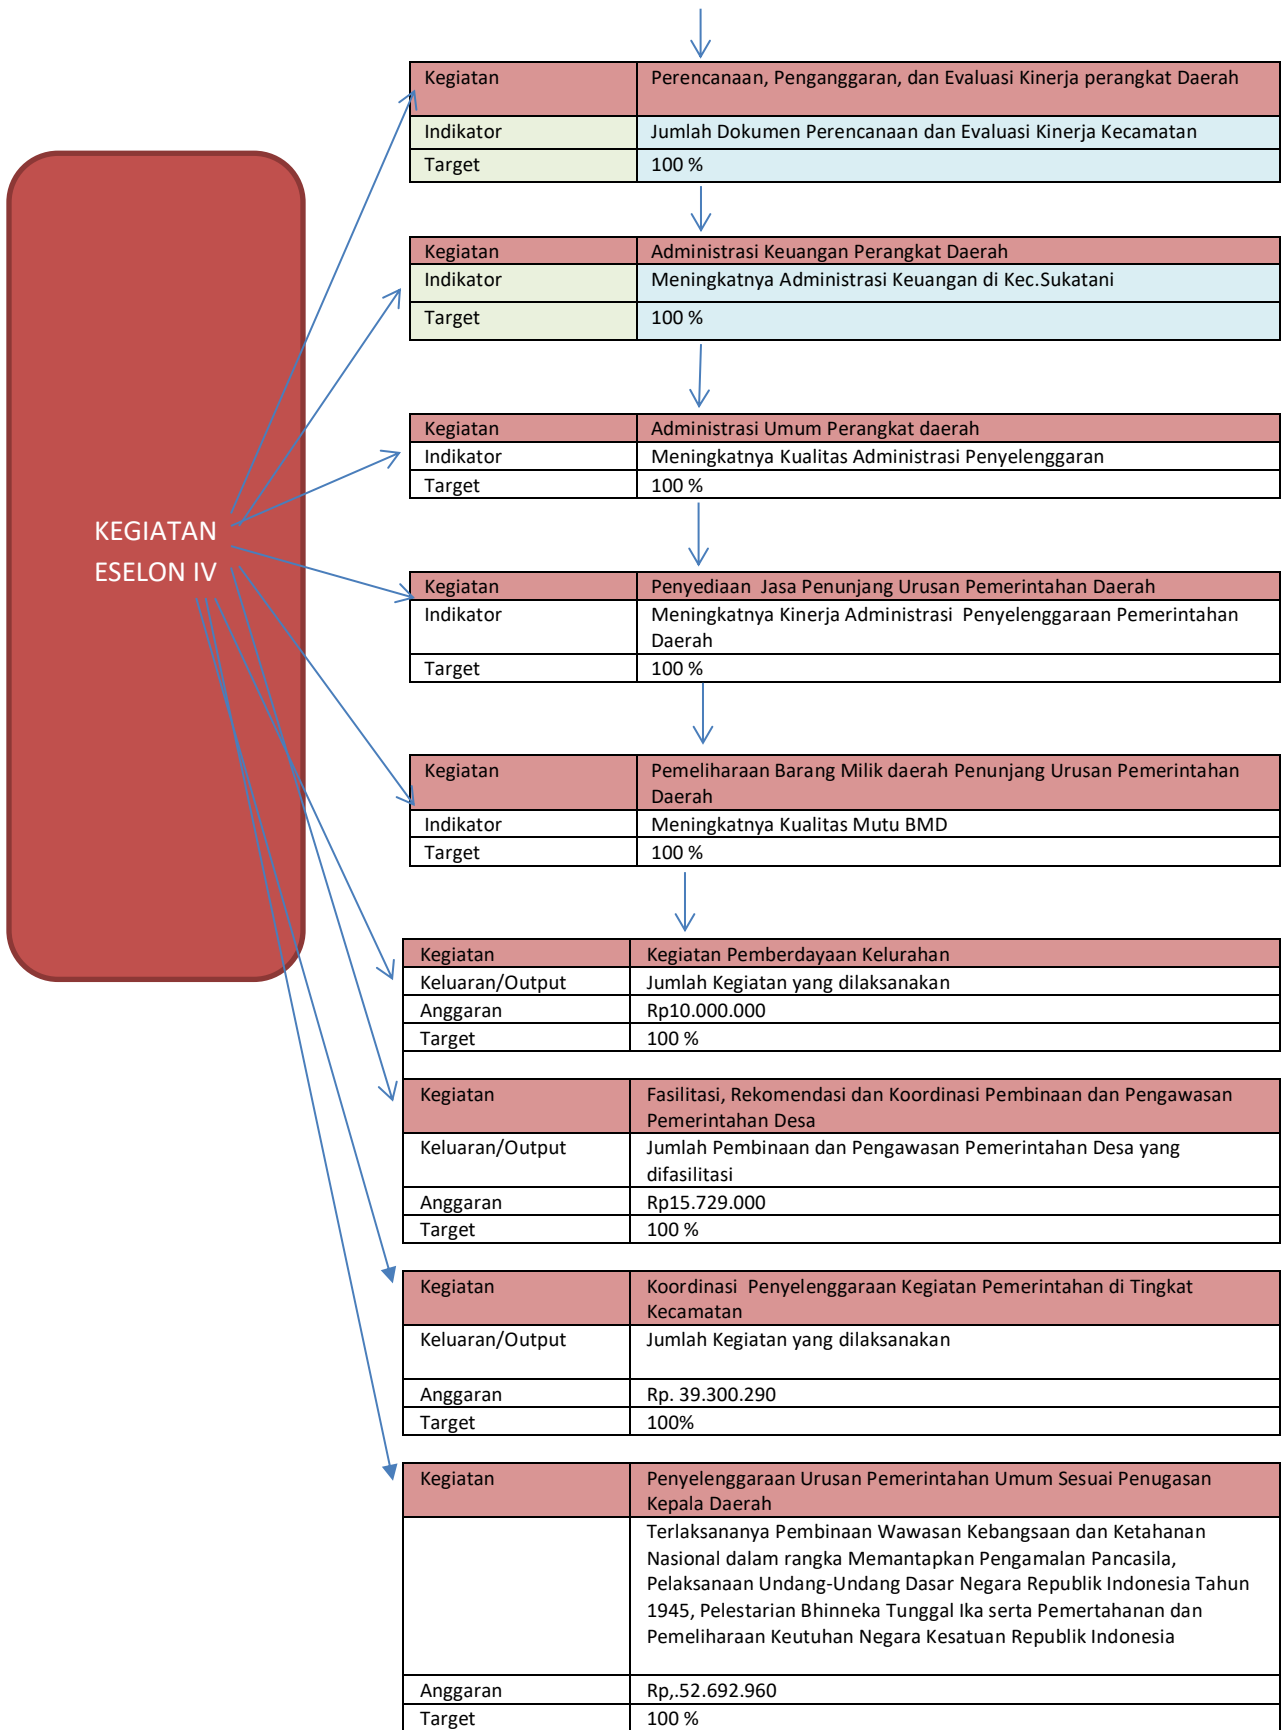 Kegiatan Perencanaan, Penganggaran, dan Evaluasi Kinerja perangkat Daerah
Indikator Jumlah Dokumen Perencanaan dan Evaluasi Kinerja Kecamatan
Target 100 %
Kegiatan Administrasi Keuangan Perangkat Daerah
Indikator Meningkatnya Administrasi Keuangan di Kec.Sukatani
Target 100 %
Kegiatan Administrasi Umum Perangkat daerah
Indikator Meningkatnya Kualitas Administrasi Penyelenggaran
Target 100 %
KEGIATAN
ESELON IV
Kegiatan Penyediaan  Jasa Penunjang Urusan Pemerintahan Daerah
Indikator Meningkatnya Kinerja Administrasi  Penyelenggaraan Pemerintahan
Daerah
Target 100 %
Kegiatan Pemeliharaan Barang Milik daerah Penunjang Urusan Pemerintahan
Daerah
Indikator Meningkatnya Kualitas Mutu BMD
Target 100 %
Kegiatan Kegiatan Pemberdayaan Kelurahan
Keluaran/Output Jumlah Kegiatan yang dilaksanakan
Anggaran Rp10.000.000
Target 100 %
Kegiatan Fasilitasi, Rekomendasi dan Koordinasi Pembinaan dan Pengawasan
Pemerintahan Desa
Keluaran/Output Jumlah Pembinaan dan Pengawasan Pemerintahan Desa yang
difasilitasi
Anggaran Rp15.729.000
Target 100 %
Kegiatan Koordinasi  Penyelenggaraan Kegiatan Pemerintahan di Tingkat
Kecamatan
Keluaran/Output Jumlah Kegiatan yang dilaksanakan
Anggaran Rp. 39.300.290
Target 100%
Kegiatan Penyelenggaraan Urusan Pemerintahan Umum Sesuai Penugasan
Kepala Daerah
Terlaksananya Pembinaan Wawasan Kebangsaan dan Ketahanan
Nasional dalam rangka Memantapkan Pengamalan Pancasila,
Pelaksanaan Undang-Undang Dasar Negara Republik Indonesia Tahun
1945, Pelestarian Bhinneka Tunggal Ika serta Pemertahanan dan
Pemeliharaan Keutuhan Negara Kesatuan Republik Indonesia
Anggaran Rp,.52.692.960
Target 100 %